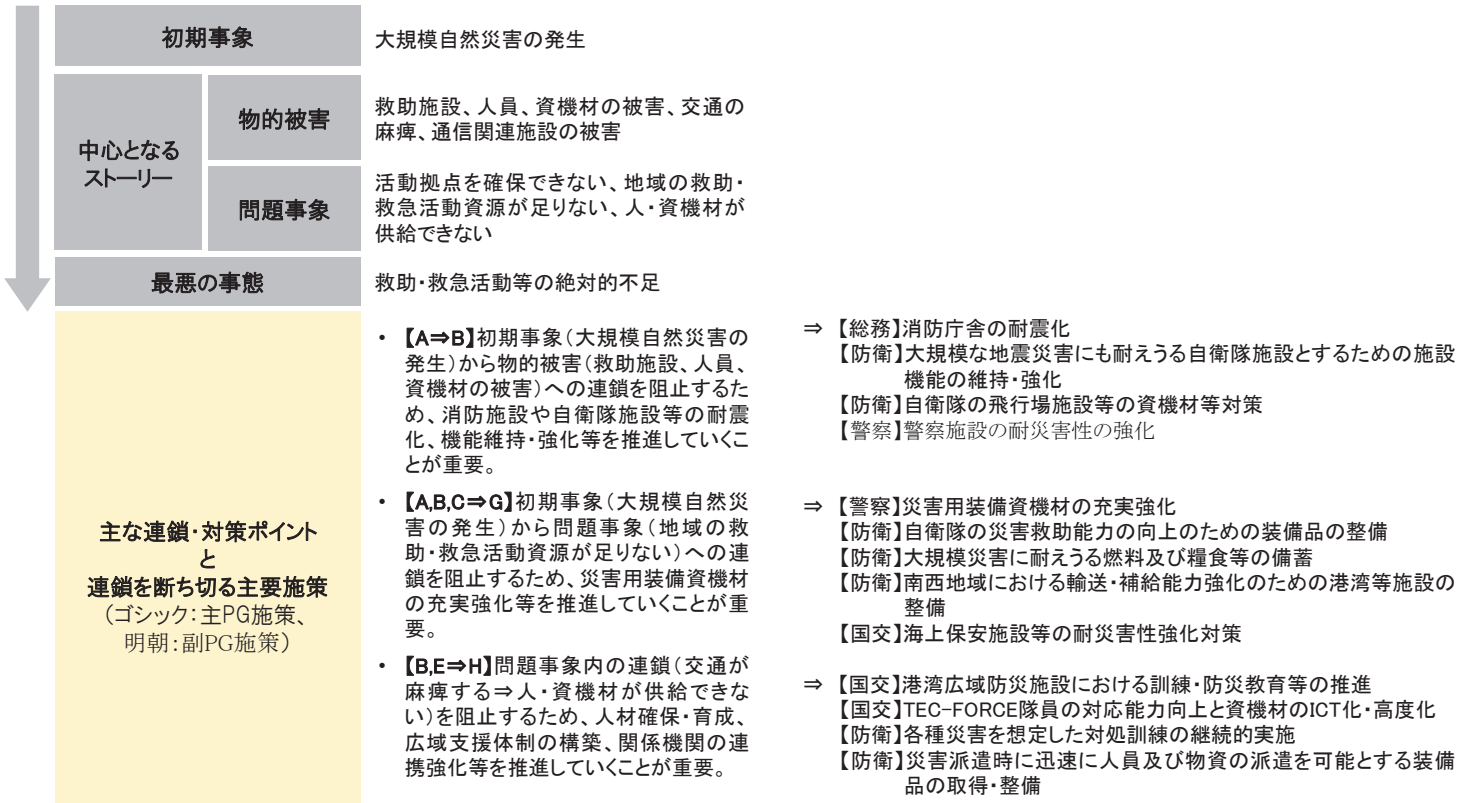 初期事象
大規模自然災害の発生
中心となる
ストーリー
物的被害
救助施設、人員、資機材の被害、交通の
麻痺、通信関連施設の被害
問題事象
活動拠点を確保できない、地域の救助・
救急活動資源が足りない、人・資機材が
供給できない
最悪の事態
救助・救急活動等の絶対的不足
主な連鎖・対策ポイント
と
連鎖を断ち切る主要施策
（ゴシック：主PG施策、
明朝：副PG施策）
・【A⇒B】初期事象（大規模自然災害の
発生）から物的被害（救助施設、人員、
資機材の被害）への連鎖を阻止するた
め、消防施設や自衛隊施設等の耐震
化、機能維持・強化等を推進していくこ
とが重要。
⇒【総務】消防庁舎の耐震化
【防衛】大規模な地震災害にも耐えうる自衛隊施設とするための施設
機能の維持・強化
【防衛】自衛隊の飛行場施設等の資機材等対策
【警察】警察施設の耐災害性の強化
・【A,B,C⇒G】初期事象（大規模自然災
害の発生）から問題事象（地域の救
助・救急活動資源が足りない）への連
鎖を阻止するため、災害用装備資機材
の充実強化等を推進していくことが重
要。
⇒【警察】災害用装備資機材の充実強化
【防衛】自衛隊の災害救助能力の向上のための装備品の整備
【防衛】大規模災害に耐えうる燃料及び糧食等の備蓄
【防衛】南西地域における輸送・補給能力強化のための港湾等施設の
整備
【国交】海上保安施設等の耐災害性強化対策
・【B,E⇒H】問題事象内の連鎖（交通が
麻痺する⇒人・資機材が供給できな
い）を阻止するため、人材確保・育成、
広域支援体制の構築、関係機関の連
携強化等を推進していくことが重要。
⇒【国交】港湾広域防災施設における訓練・防災教育等の推進
【国交】TEC-FORCE隊員の対応能力向上と資機材のICT化・高度化
【防衛】各種災害を想定した対処訓練の継続的実施
【防衛】災害派遣時に迅速に人員及び物資の派遣を可能とする装備
品の取得・整備